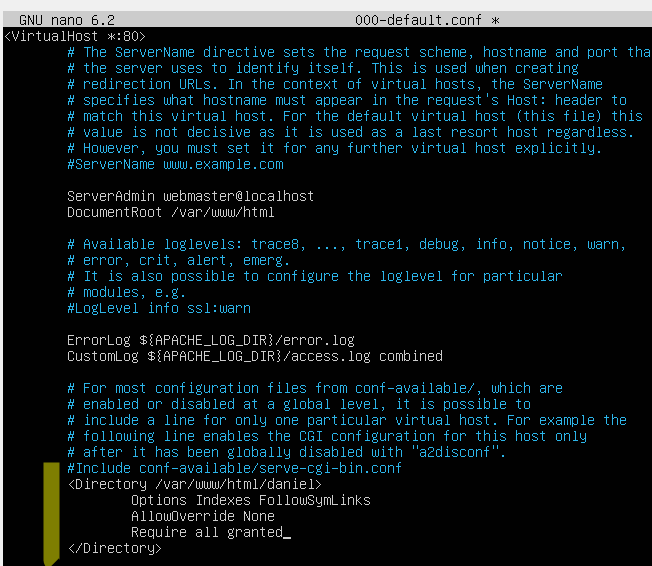 GNU nano 6.2 000-default.conf *
<VirtualHost *:80>
# The ServerName directive sets the request scheme, hostname and port tha
# the server uses to identify itself. This is used when creating
# redirection URLs. In the context of virtual hosts, the ServerName
# specifies what hostname must appear in the request's Host: header to
# match this virtual host. For the default virtual host (this file) this
# value is not decisive as it is used as a last resort host regardless.
# However, you must set it for any further virtual host explicitly.
#ServerName www.example.com
ServerAdmin webmaster@localhost
DocumentRoot /var/www/html
# Available loglevels: trace8, ..., trace1, debug, info, notice, warn,
# error, crit, alert, emerg.
# It is also possible to configure the loglevel for particular
# modules, e.g.
#LogLevel info ssl:warn
ErrorLog ${APACHE_LOG_DIR}/error.log
CustomLog ${APACHE_LOG_DIR}/access.log combined
# For most configuration files from conf-available/, which are
# enabled or disabled at a global level, it is possible to
# include a line for only one particular virtual host. For example the
# following line enables the CGI configuration for this host only
# after it has been globally disabled with "a2disconf".
#Include conf-available/serve-cgi-bin.conf
<Directory /var/www/html/daniel>
Options Indexes FollowSymLinks
AllowOverride None
Require all granted_
</Directory>